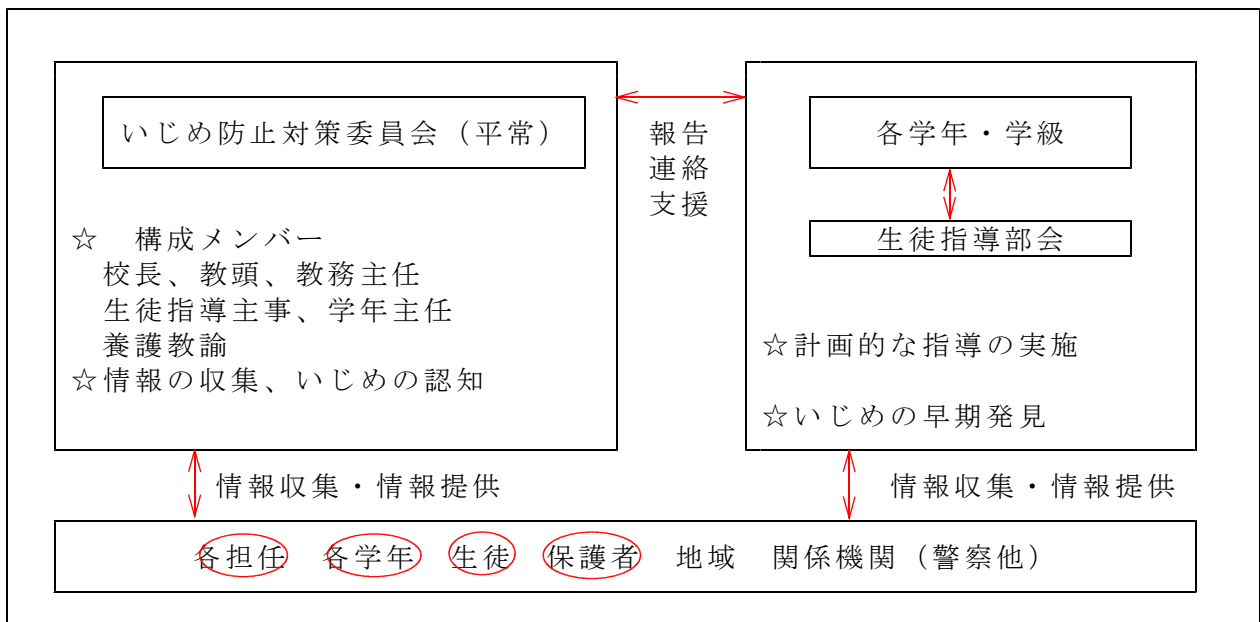 いじめ防止対策委員会（平常）
☆　構成メンバー
校長、教頭、教務主任
生徒指導主事、学年主任
養護教諭
☆情報の収集、いじめの認知
報告
連絡
支援
各学年・学級
生徒指導部会
☆計画的な指導の実施
☆いじめの早期発見
情報収集・情報提供
情報収集・情報提供
各担任　各学年　生徒　保護者　地域　関係機関（警察他）